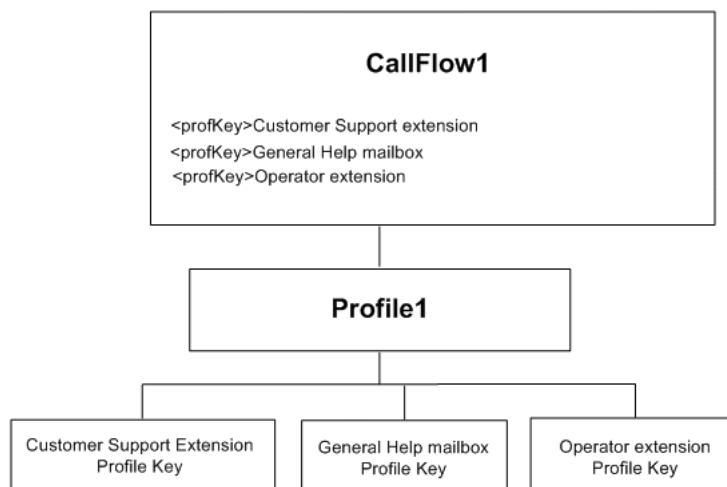 CallFlow1
<profKey>Customer Support extension
<profKey>General Help mailbox
<profKey>Operator extension
Profile1
Customer Support Extension
Profile Key
General Help mailbox
Profile Key
Operator extension
Profile Key